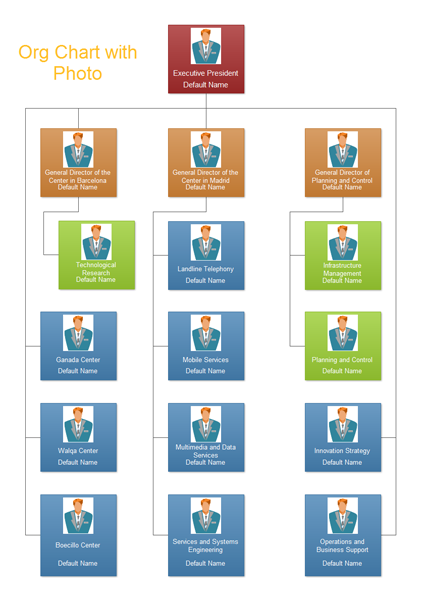 Org Chart with
Photo
Executive President
Default Name
General Director of the
Center in Barcelona
Default Name
General Director of the
Center in Madrid
Default Name
General Director of
Planning and Control
Default Name
Technological
Research
Default Name
Landline Telephony
Default Name
Infrastructure
Management
Default Name
Ganada Center
Default Name
Mobile Services
Default Name
Planning and Control
Default Name
Walqa Center
Default Name
Multimedia and Data
Services
Default Name
Innovation Strategy
Default Name
Boecillo Center
Default Name
Services and Systems
Engineering
Default Name
Operations and
Business Support
Default Name